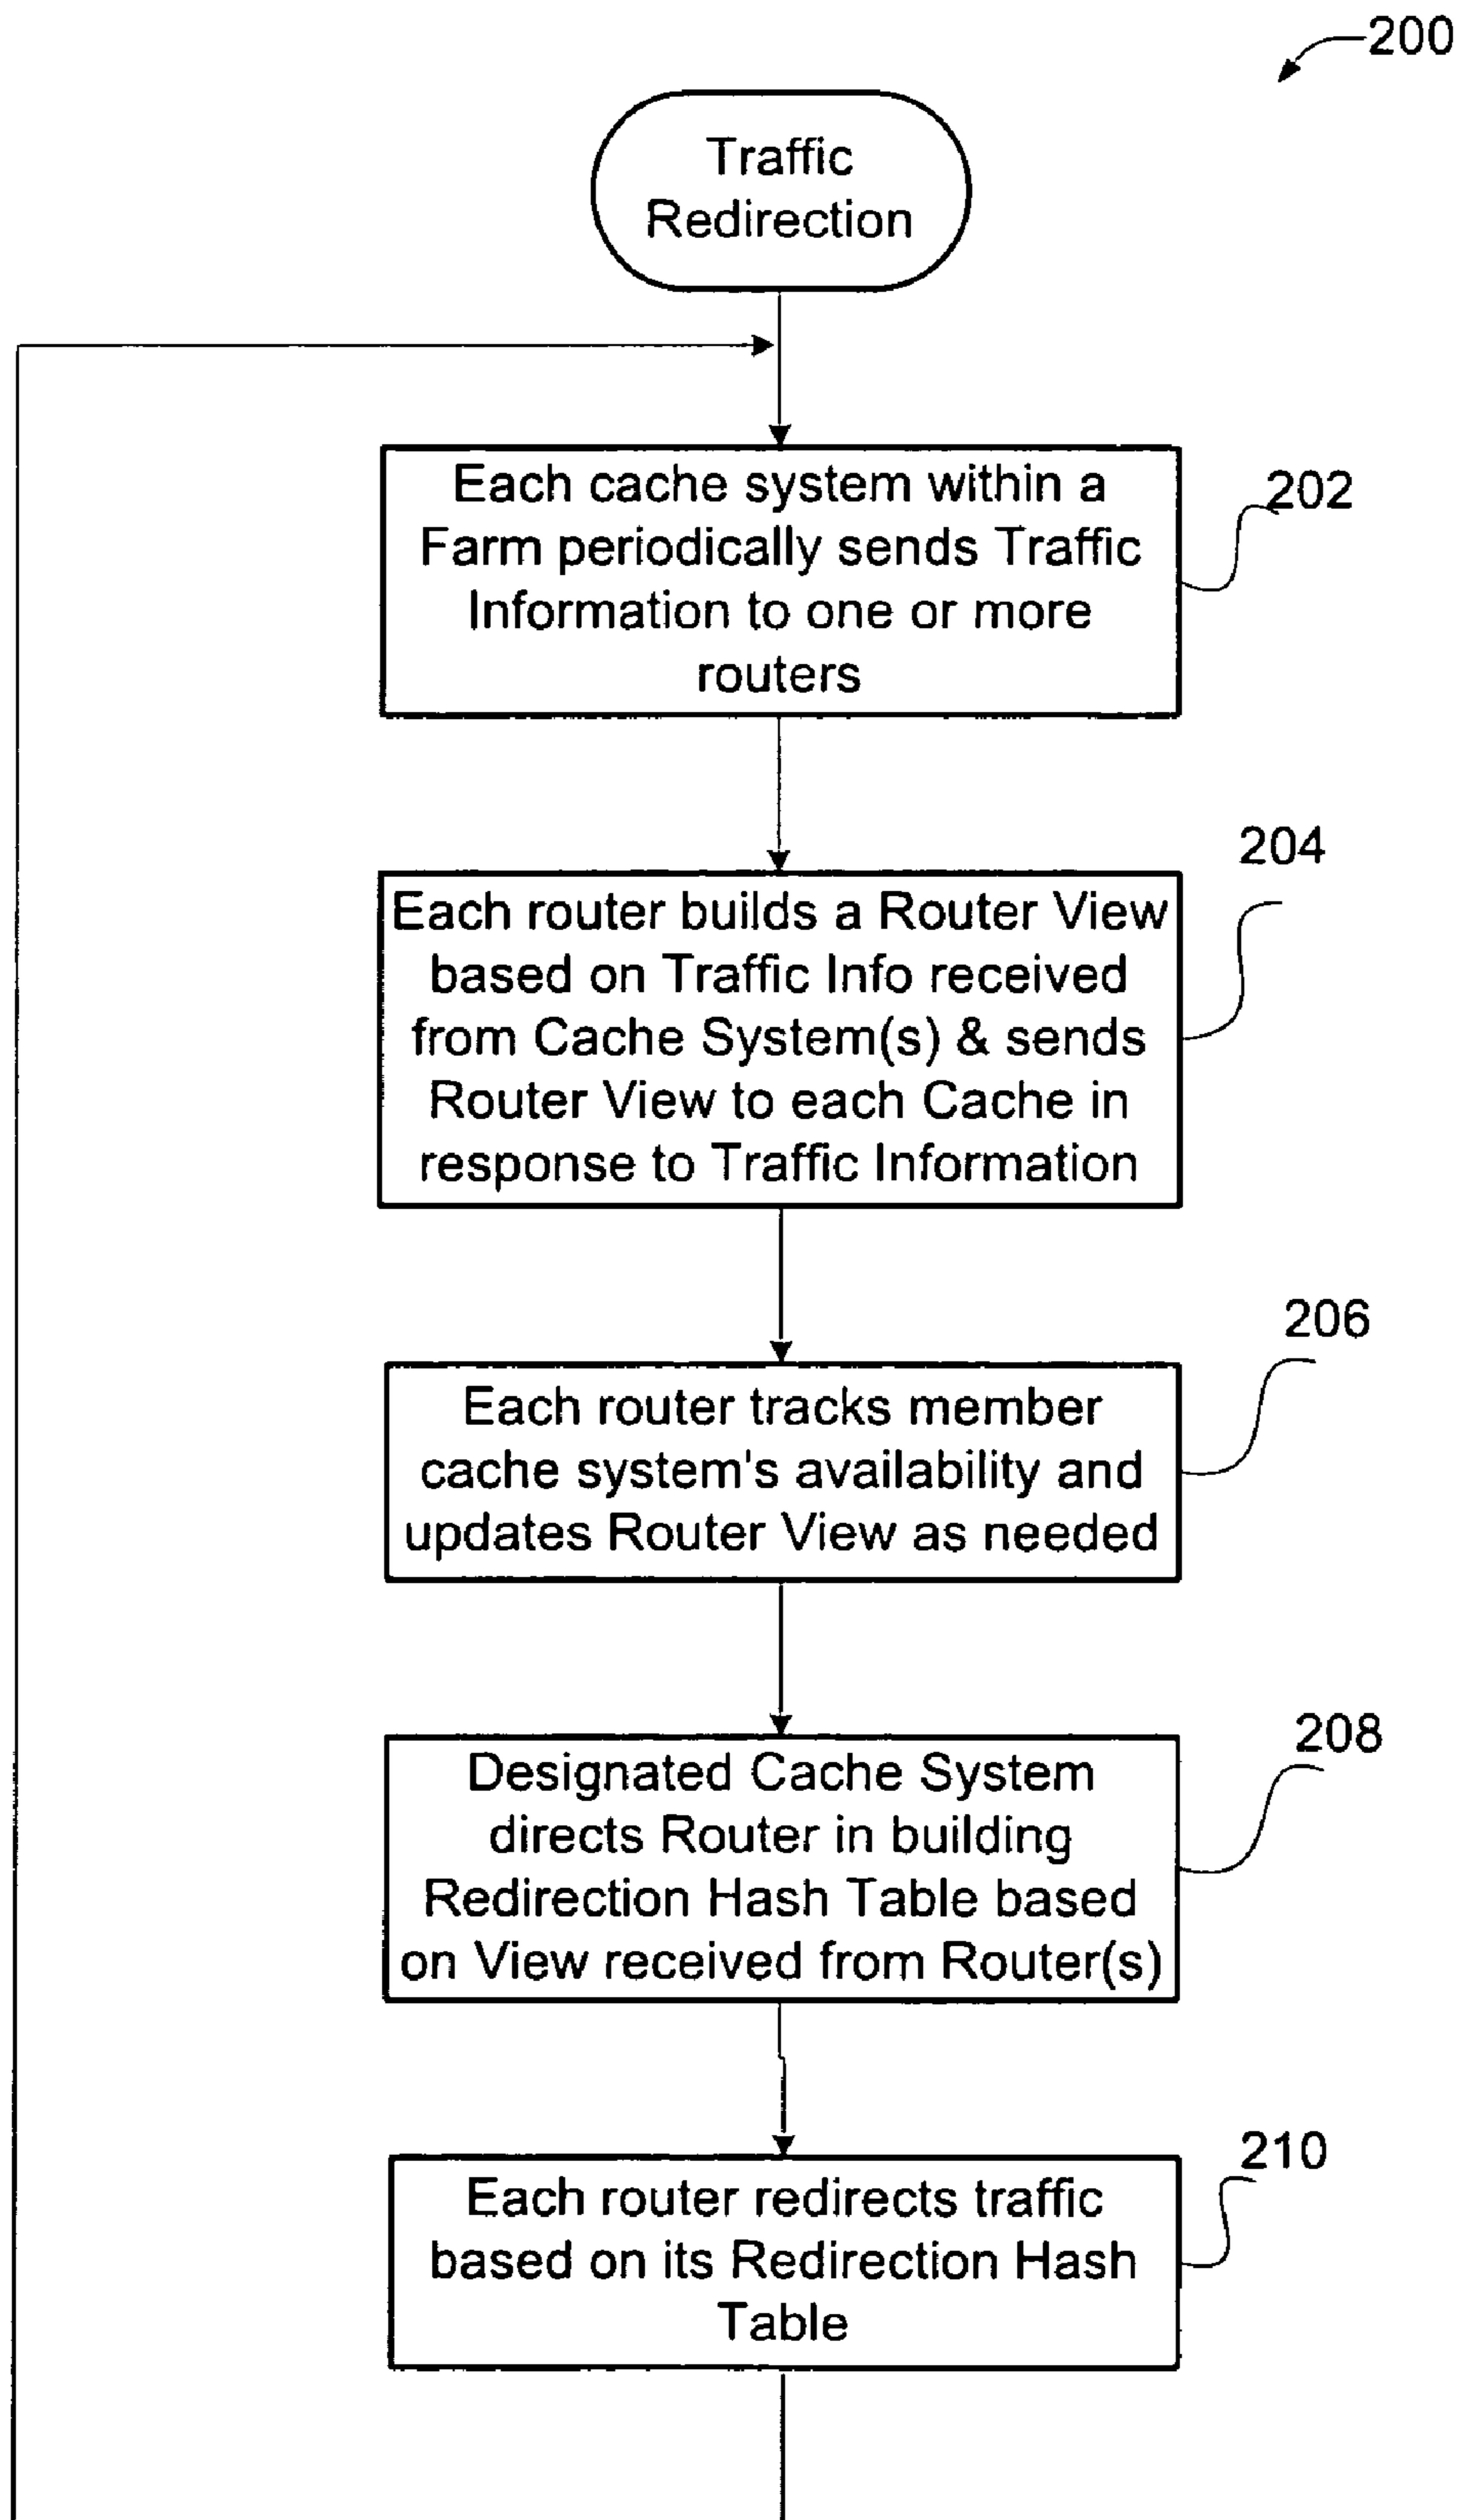 200
Traffic
Redirection
Each cache system within a
Farm periodically sends Traffic
Information to one or more
routers
202
Each router builds a Router View
based on Traffic Info received
from Cache System(s) & sends
Router View to each Cache in
response to Traffic Information
204
Each router tracks member
cache system's availability and
updates Router View as needed
206
Designated Cache System
directs Router in building
Redirection Hash Table based
on View received from Router(s)
208
Each router redirects traffic
based on its Redirection Hash
Table
210